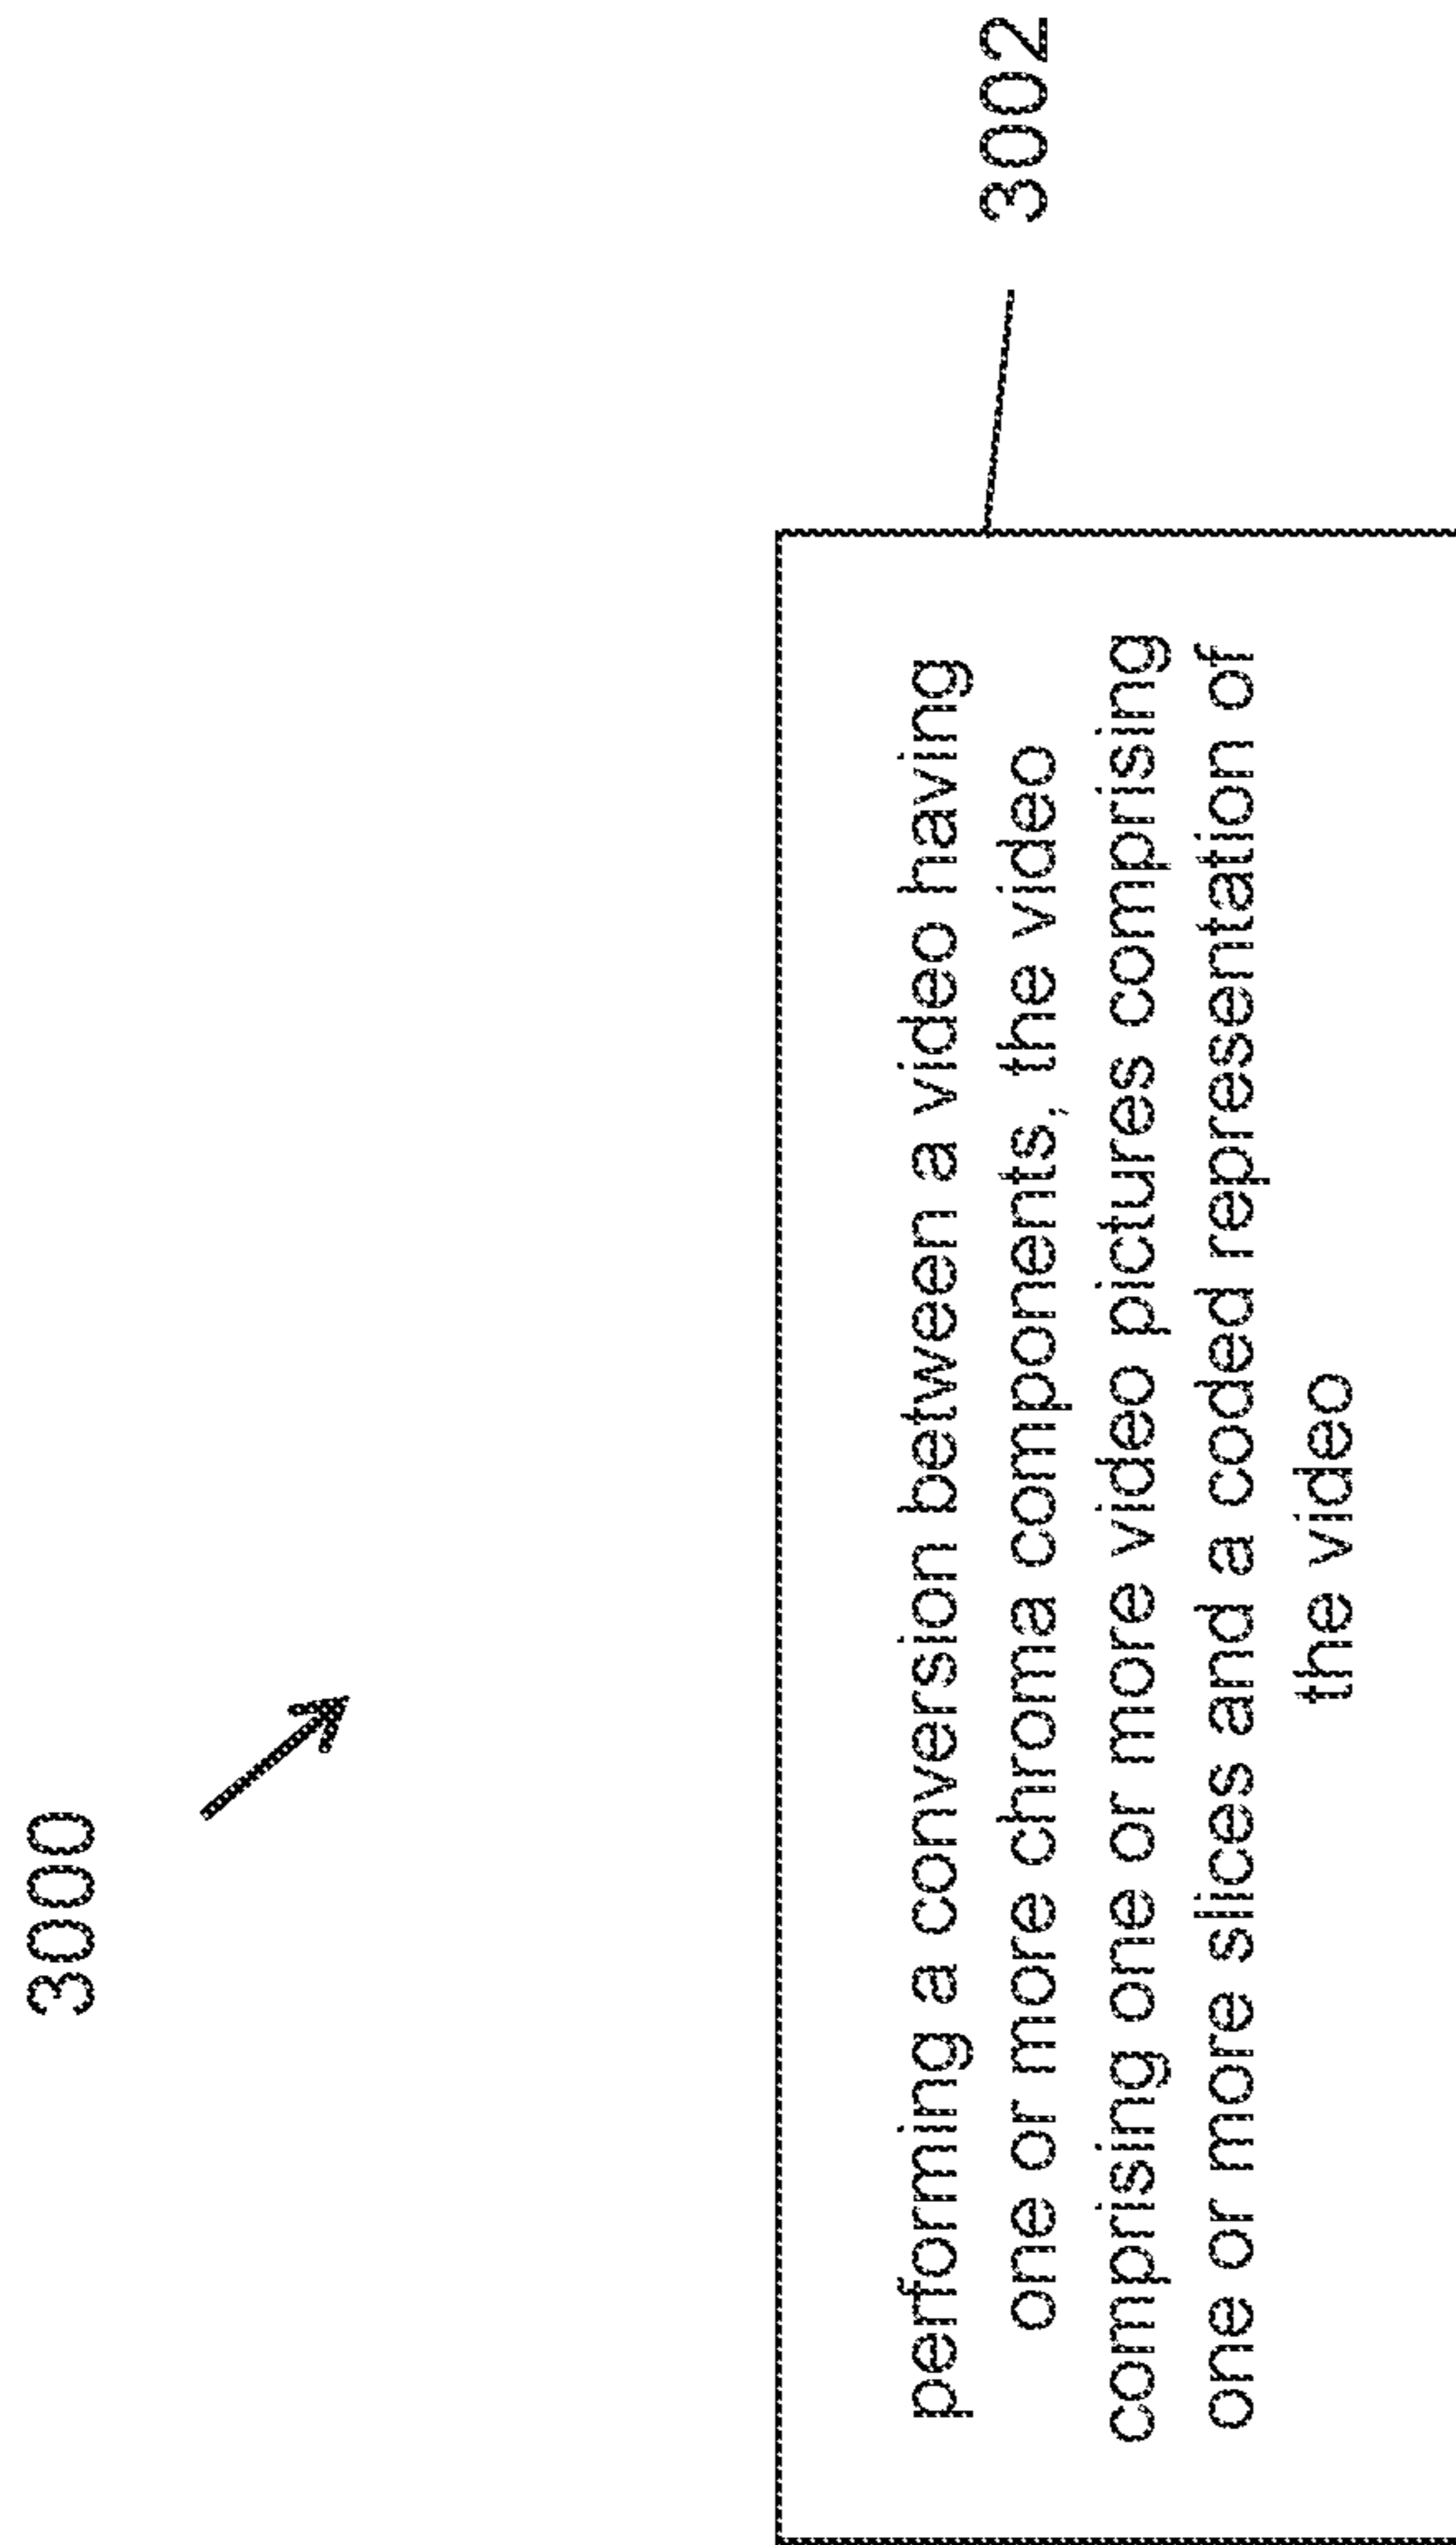 3000
3002
performing a conversion between a video having
one or more chroma components, the video
comprising one or more video pictures comprising
one or more slices and a coded representation of
the video